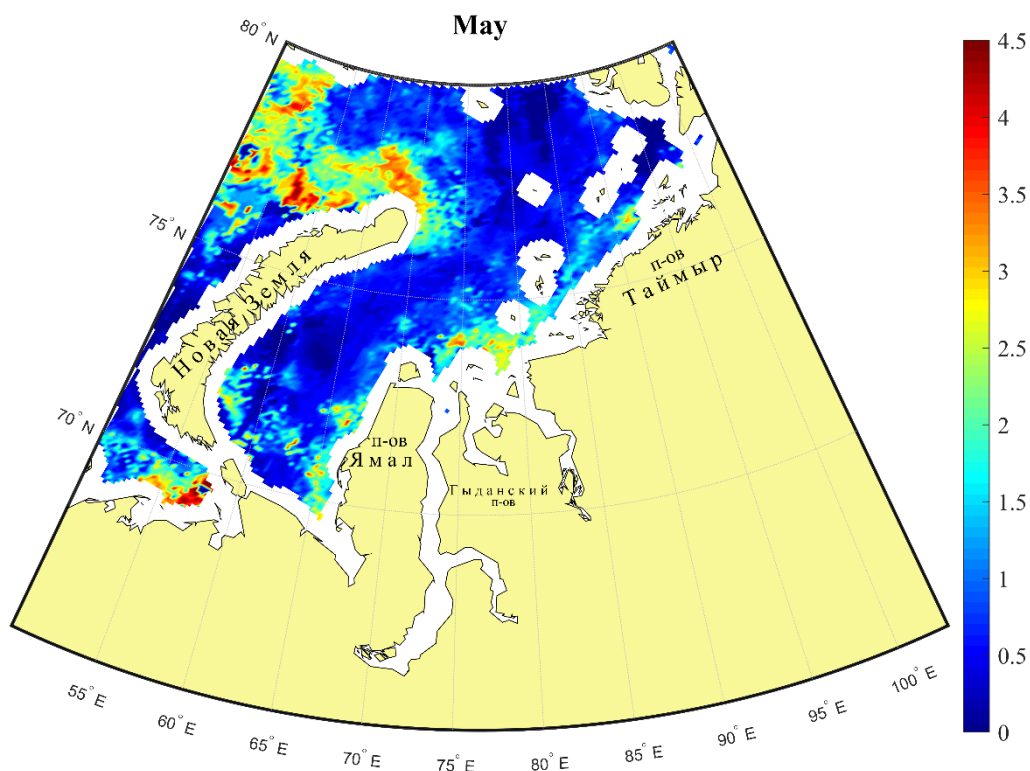 May
80° N
75° N
70° N
Новая Земля
п-ов
Таймыр
п-ов
Ямал
Гыданский
п-ов
55° E
60° E
65° E
70° E
75° E
80° E
85° E
90° E
95° E
100° E
4.5
4
3.5
3
2.5
2
1.5
1
0.5
0